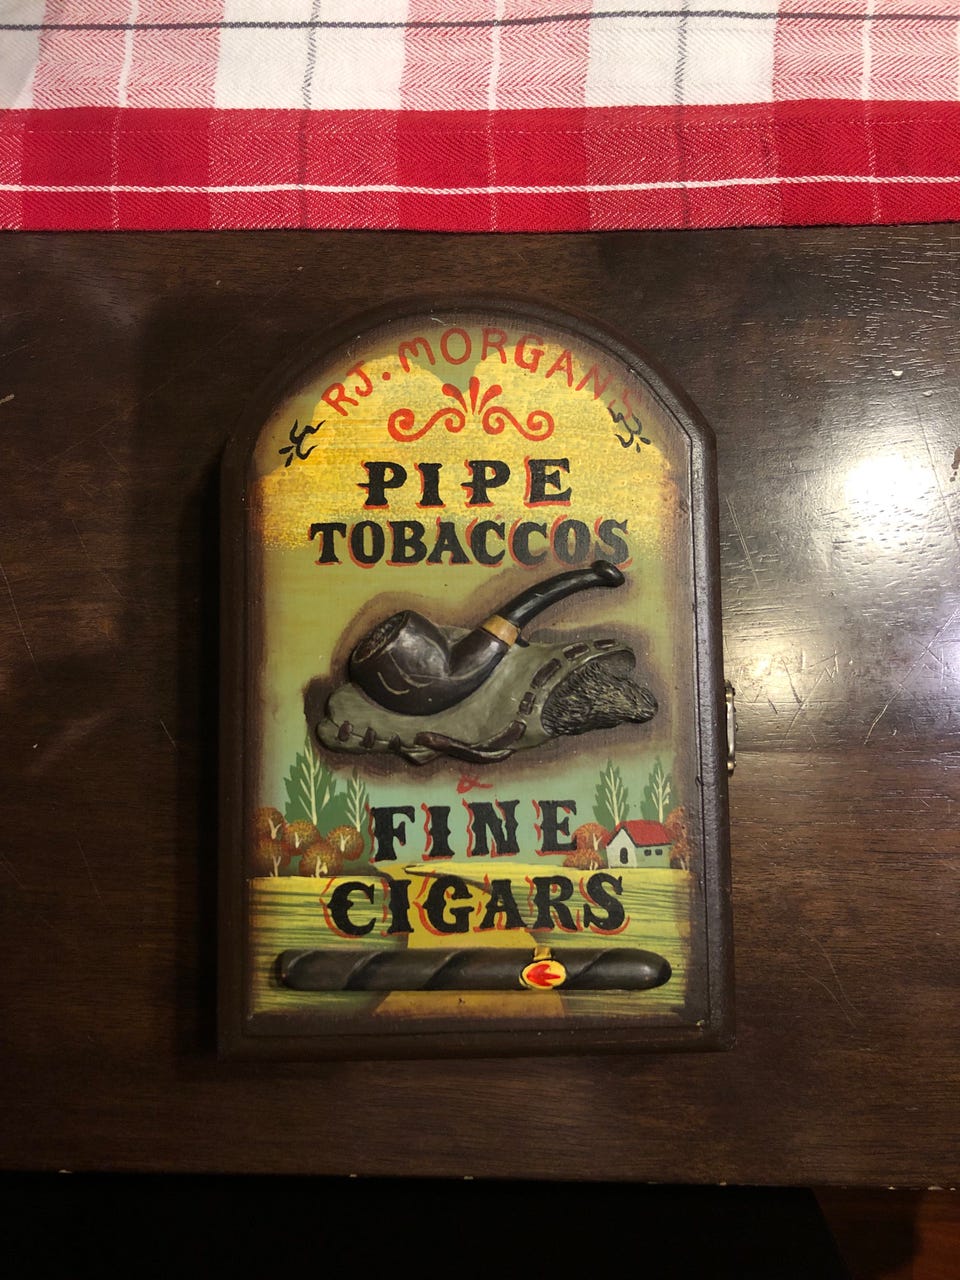 RJ. MORGAN'S
PIPE
TOBACCOS
&
FINE
CIGARS